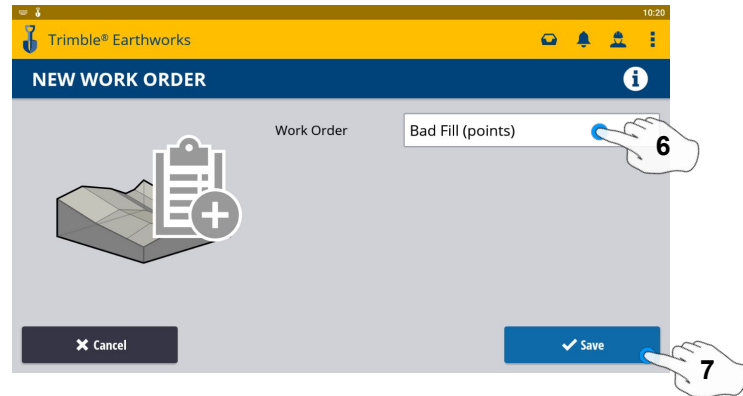 10:20
Trimble® Earthworks
NEW WORK ORDER
i
Work Order
Bad Fill (points)
6
Cancel
Save
7